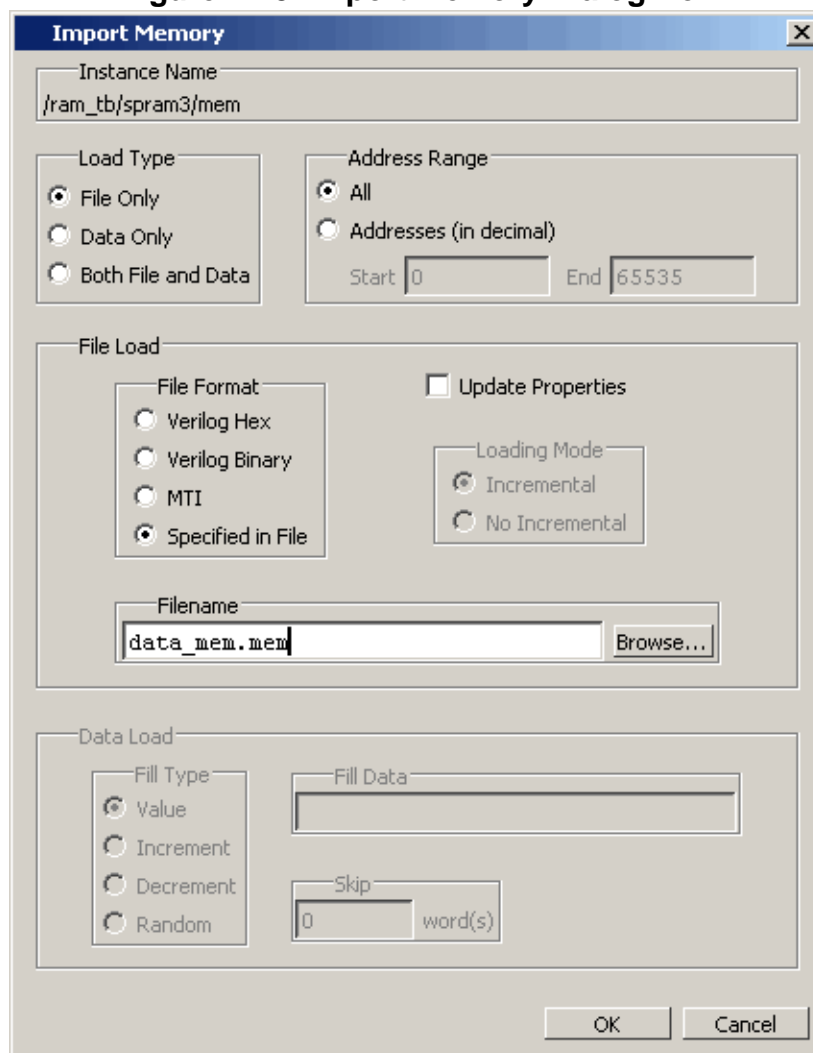 Import Memory
Instance Name
/ram_tb/spram3/mem
Load Type
File Only
Data Only
Both File and Data
Address Range
All
Addresses (in decimal)
Start 0 End 65535
File Load
File Format
Verilog Hex
Verilog Binary
MTI
Specified in File
Update Properties
Loading Mode
Incremental
No Incremental
Filename
data_mem.mem
Browse...
Data Load
Fill Type
Value
Increment
Decrement
Random
Fill Data
Skip
0 word(s)
OK Cancel